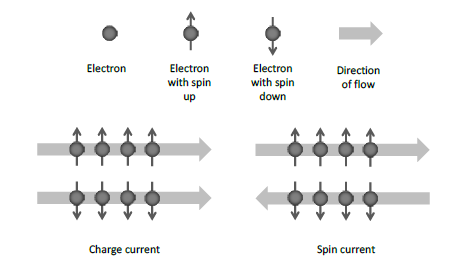 Electron
Electron
with spin
up
Electron
with spin
down
Direction
of flow
Charge current
Spin current